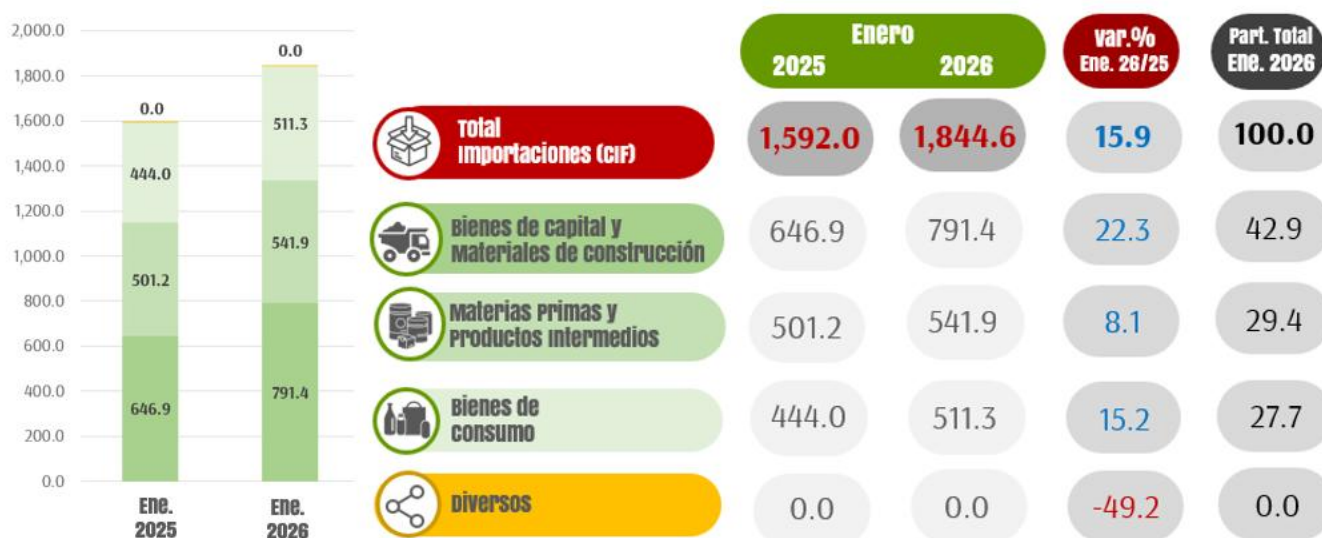 2,000.0
1,800.0
1,600.0
1,400.0
1,200.0
1,000.0
800.0
600.0
400.0
200.0
0.0
0.0
444.0
501.2
646.9
0.0
511.3
541.9
791.4
Ene.
2025
Ene.
2026
Enero
2025 2026
var.%
Ene. 26/25
Part. Total
Ene. 2026
Total
Importaciones (CIF)
1,592.0 1,844.6 15.9 100.0
Bienes de capital y
Materiales de construcción
646.9 791.4 22.3 42.9
Materias Primas y
Productos Intermedios
501.2 541.9 8.1 29.4
Bienes de
consumo
444.0 511.3 15.2 27.7
Diversos
0.0 0.0 -49.2 0.0